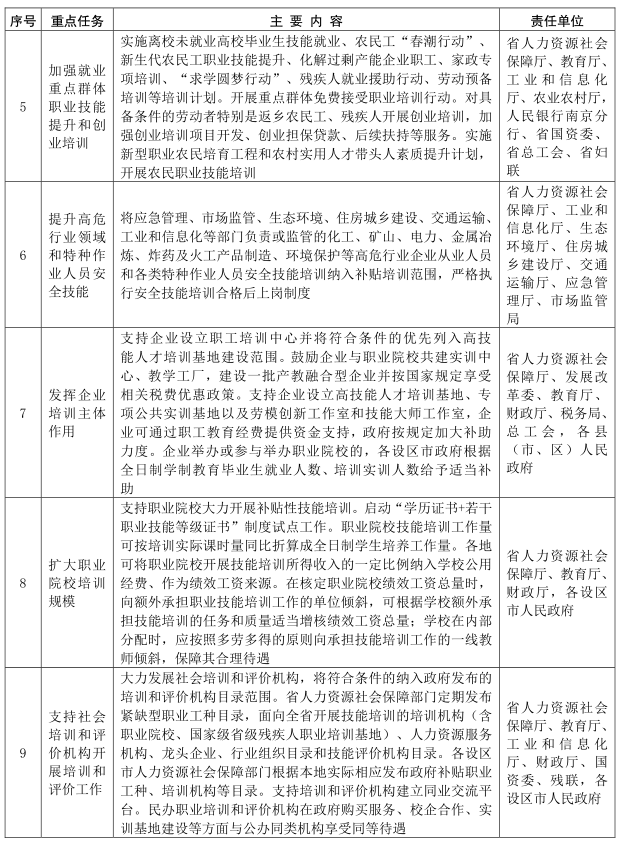 序号 重点任务 主 要 内 容 责任单位
5
加强就业
重点群体
职业技能
提升和创
业培训
实施离校未就业高校毕业生技能就业、农民工“春潮行动”、
新生代农民工职业技能提升、化解过剩产能企业职工、家政专
项培训、“求学圆梦行动”、残疾人就业援助行动、劳动预备
培训等培训计划。开展重点群体免费接受职业培训行动。对具
备条件的劳动者特别是返乡农民工、残疾人开展创业培训，加
强创业培训项目开发、创业担保贷款、后续扶持等服务。实施
新型职业农民培育工程和农村实用人才带头人素质提升计划，
开展农民职业技能培训
省人力资源社会
保障厅、教育厅、
工业和信息化
厅、农业农村厅，
人民银行南京分
行、省国资委、
省总工会、省妇
联
6
提升高危
行业领域
和特种作
业人员安
全技能
将应急管理、市场监管、生态环境、住房城乡建设、交通运输、
工业和信息化等部门负责或监管的化工、矿山、电力、金属冶
炼、炸药及火工产品制造、环境保护等高危行业企业从业人员
和各类特种作业人员安全技能培训纳入补贴培训范围，严格执
行安全技能培训合格后上岗制度
省人力资源社会
保障厅、工业和
信息化厅、生态
环境厅、住房城
乡建设厅、交通
运输厅、应急管
理厅、市场监管
局
7
发挥企业
培训主体
作用
支持企业设立职工培训中心并将符合条件的优先列入高技
能人才培训基地建设范围。鼓励企业与职业院校共建实训中
心、教学工厂，建设一批产教融合型企业并按国家规定享受
相关税费优惠政策。支持企业设立高技能人才培训基地、专
项公共实训基地以及劳模创新工作室和技能大师工作室，企
业可通过职工教育经费提供资金支持，政府按规定加大补助
力度。企业举办或参与举办职业院校的，各设区市政府根据
全日制学制教育毕业生就业人数、培训实训人数给予适当补
助
省人力资源社会
保障厅、发展改
革委、教育厅、
财政厅、税务局、
总工会，各县
（市、区）人民
政府
8
扩大职业
院校培训
规模
支持职业院校大力开展补贴性技能培训。启动“学历证书+若干
职业技能等级证书”制度试点工作。职业院校技能培训工作量
可按培训实际课时量同比折算成全日制学生培养工作量。各地
可将职业院校开展技能培训所得收入的一定比例纳入学校公用
经费、作为绩效工资来源。在核定职业院校绩效工资总量时，
向额外承担职业技能培训工作的单位倾斜，可根据学校额外承
担技能培训的任务和质量适当增核绩效工资总量；学校在内部
分配时，应按照多劳多得的原则向承担技能培训工作的一线教
师倾斜，保障其合理待遇
省人力资源社会
保障厅、教育厅、
财政厅，各设区
市人民政府
9
支持社会
培训和评
价机构开
展培训和
评价工作
大力发展社会培训和评价机构，将符合条件的纳入政府发布的
培训和评价机构目录范围。省人力资源社会保障部门定期发布
紧缺型职业工种目录，面向全省开展技能培训的培训机构（含
职业院校、国家级省级残疾人职业培训基地）、人力资源服务
机构、龙头企业、行业组织目录和技能评价机构目录。各设区
市人力资源社会保障部门根据本地实际相应发布政府补贴职业
工种、培训机构等目录。支持培训和评价机构建立同业交流平
台。民办职业培训和评价机构在政府购买服务、校企合作、实
训基地建设等方面与公办同类机构享受同等待遇
省人力资源社会
保障厅、教育厅、
工业和信息化
厅、财政厅、国
资委、残联，各
设区市人民政府